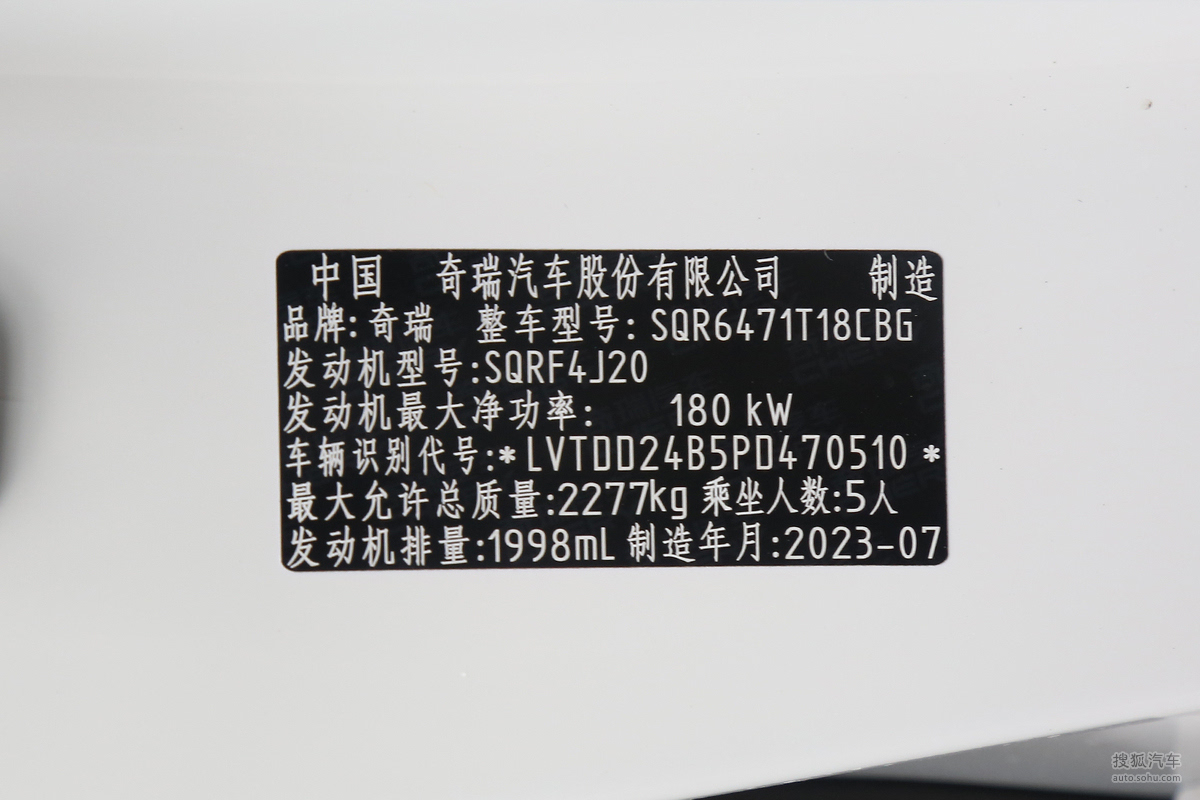 中国 奇瑞汽车股份有限公司 制造
品牌: 奇瑞 整车型号: SQR6471T18CBG
发动机型号:SQRF4J20
发动机最大净功率: 180 kW
车辆识别代号:*LVTDD24B5PD470510*
最大允许总质量:2277kg 乘坐人数:5人
发动机排量:1998mL 制造年月:2023-07
搜狐汽车
auto.sohu.com